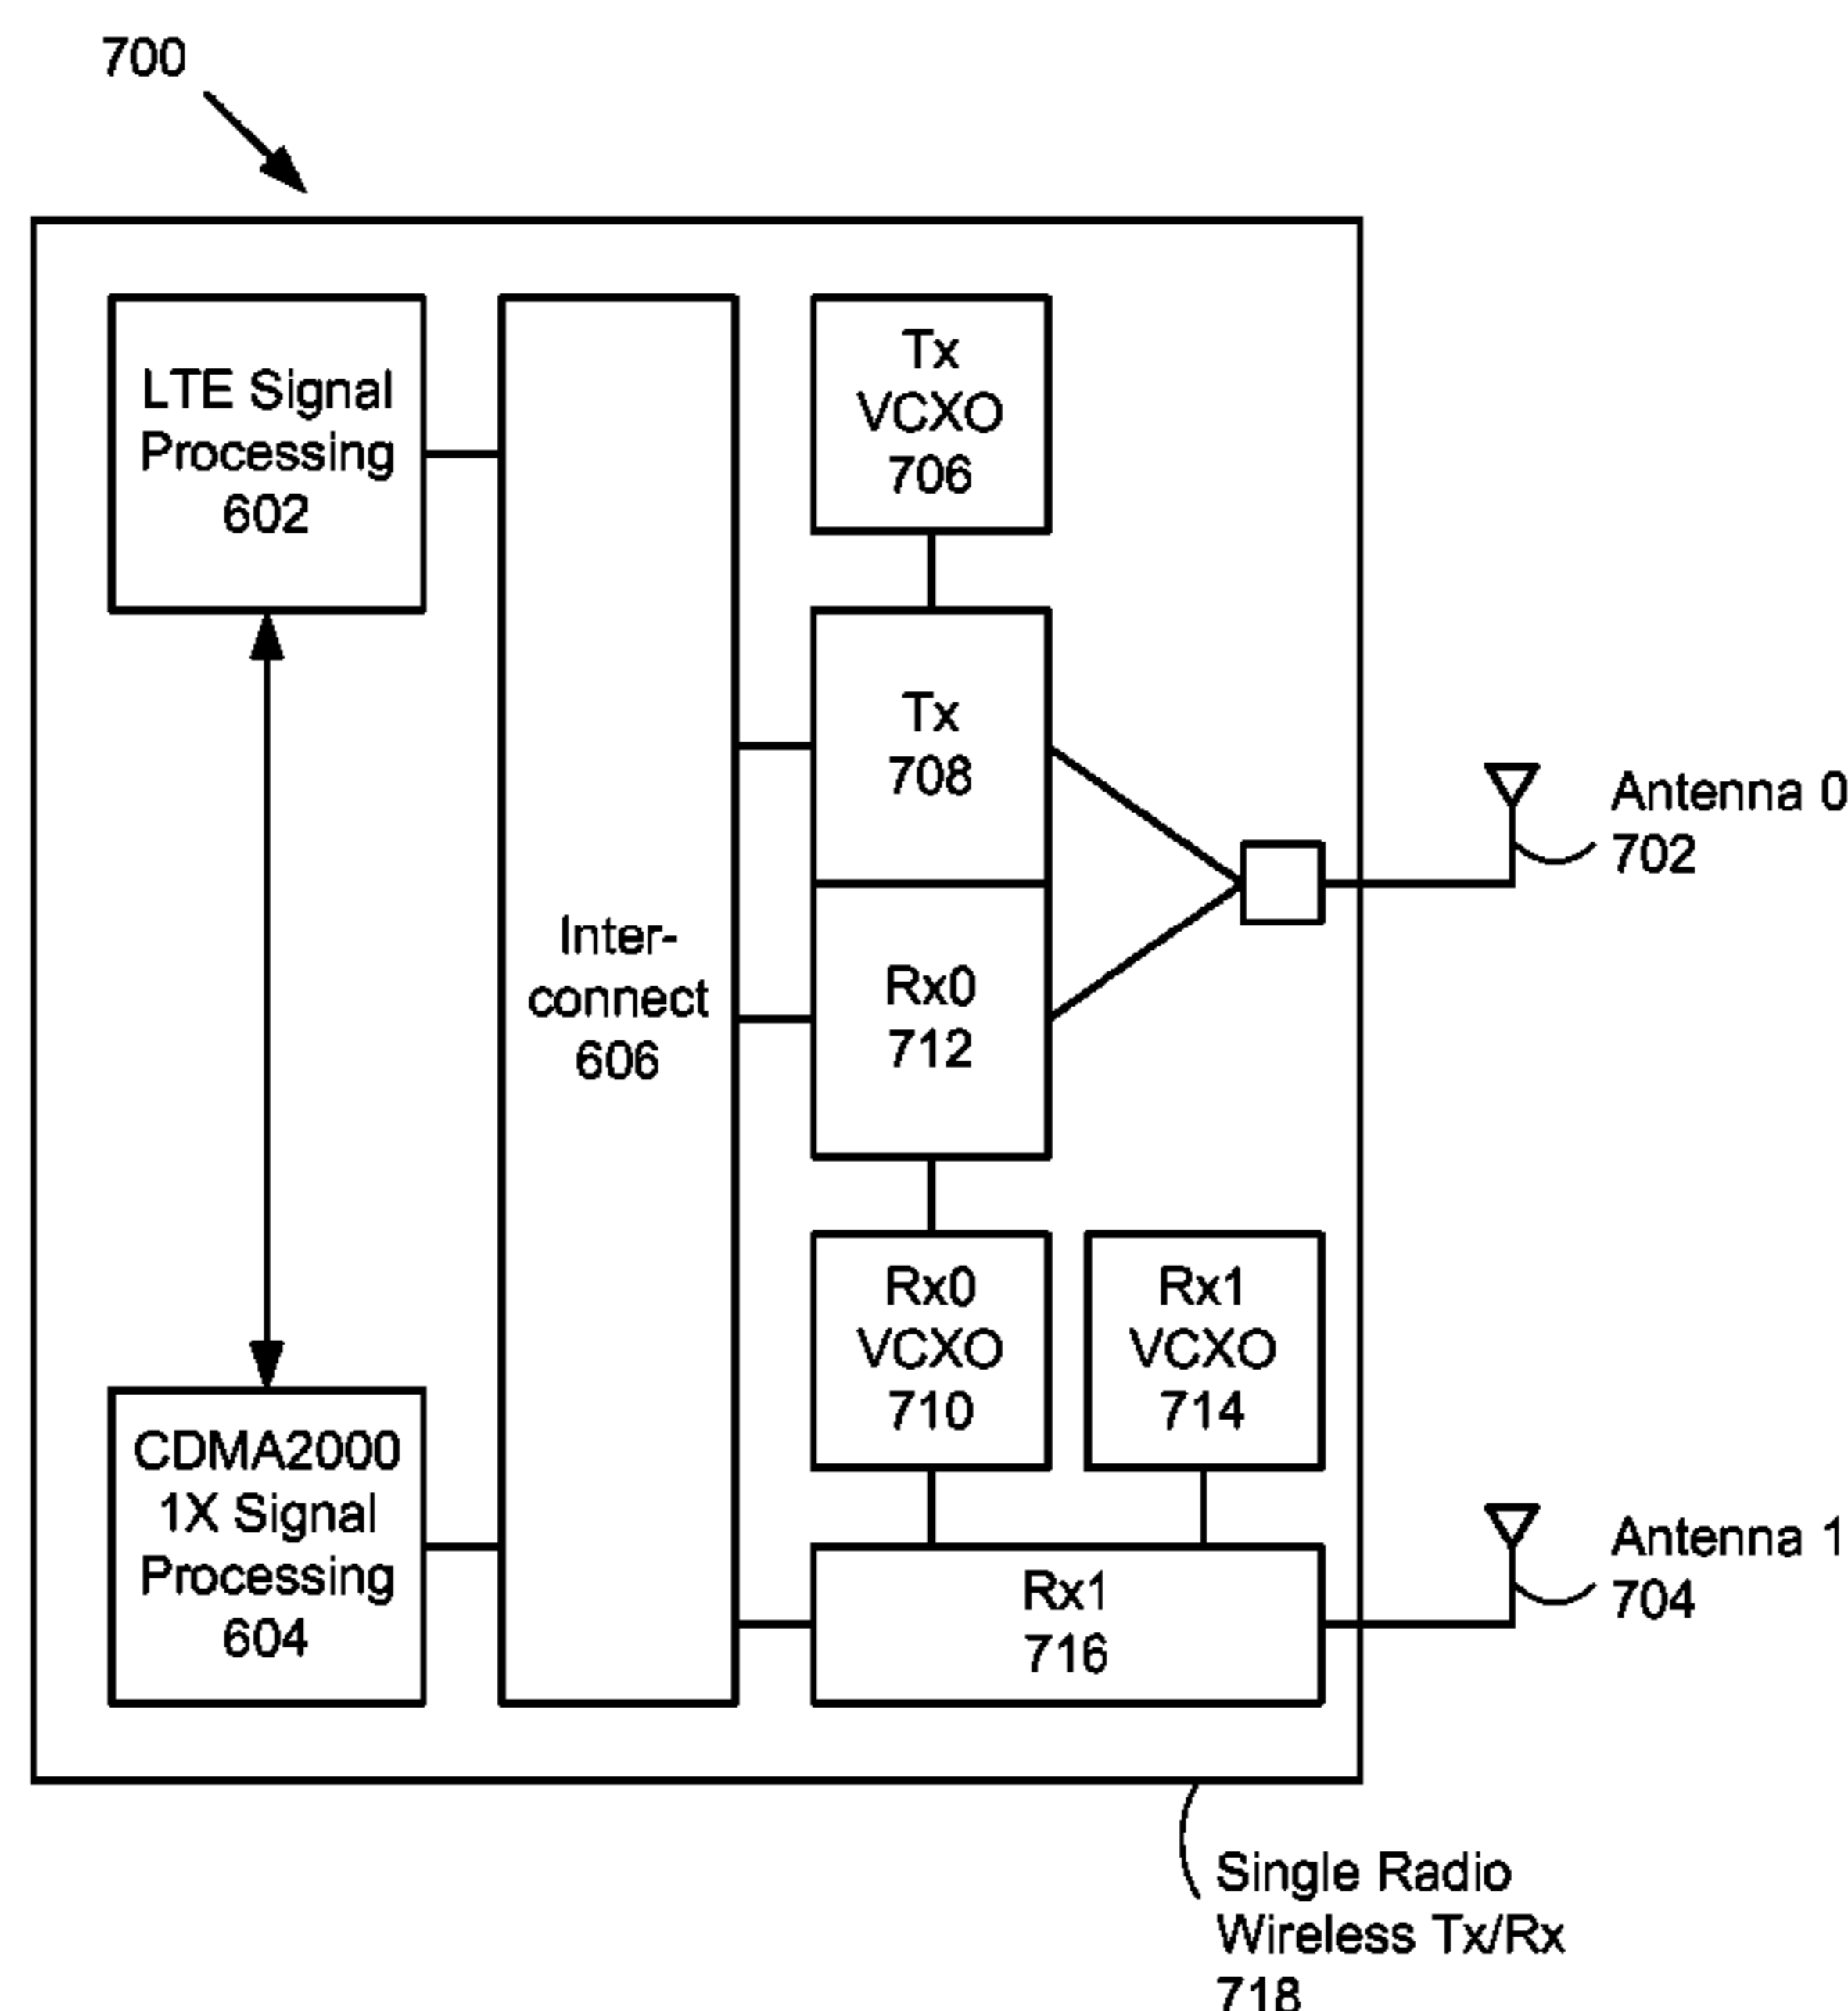 700
LTE Signal
Processing
602
Tx
VCXO
706
Tx
708
Antenna 0
702
Inter-
connect
606
Rx0
712
Rx0
VCXO
710
Rx1
VCXO
714
CDMA2000
1X Signal
Processing
604
Rx1
716
Antenna 1
704
Single Radio
Wireless Tx/Rx
718